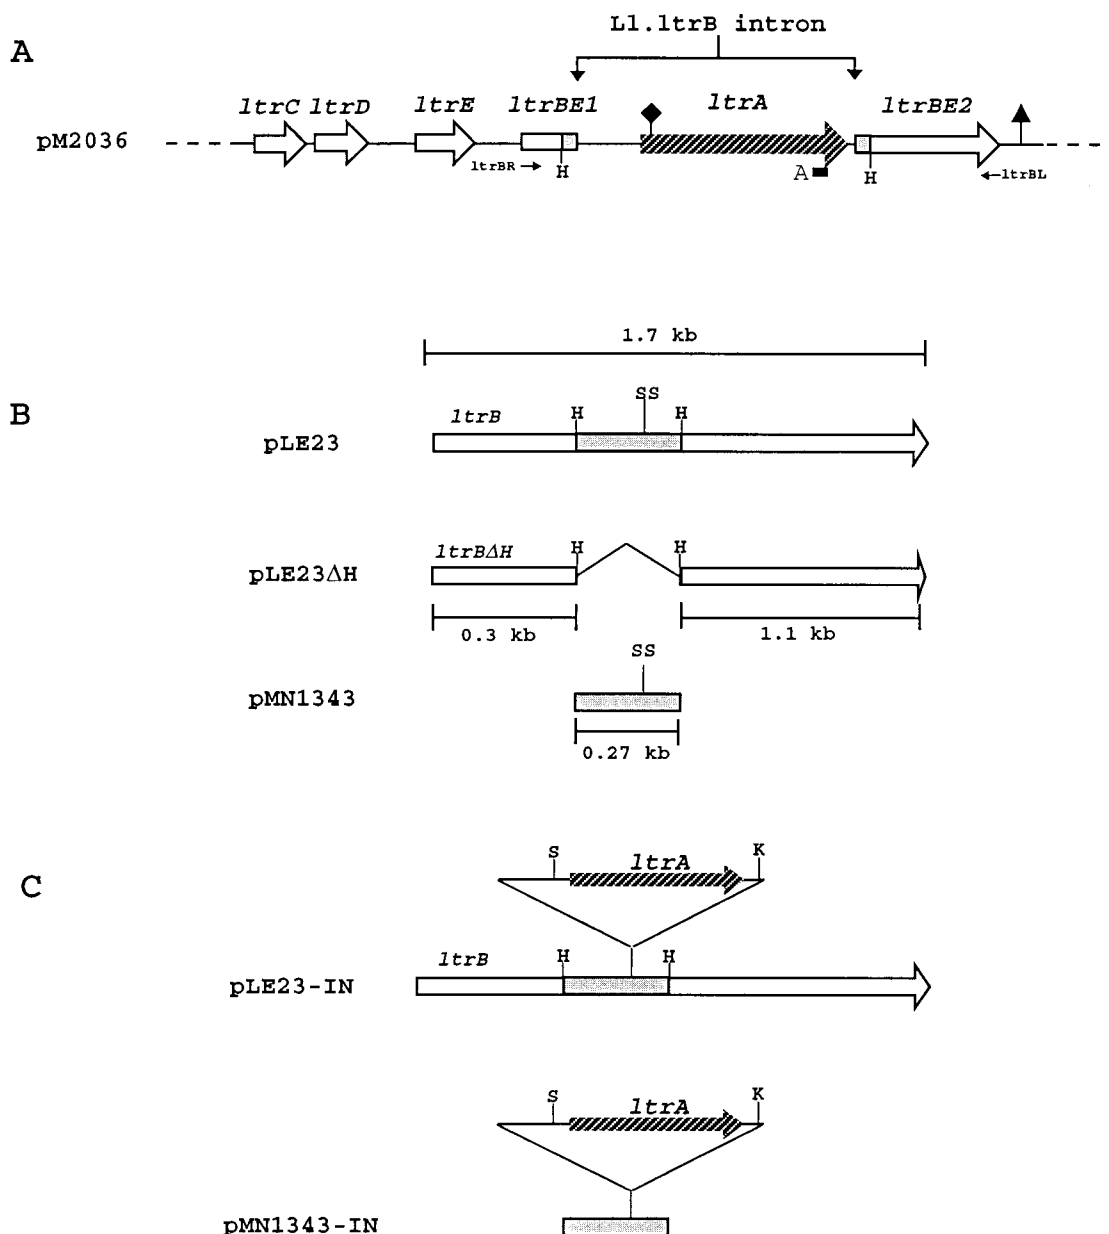 A
L1.ltrB intron
ltrC ltrD ltrE ltrBE1 ltrA ltrBE2
pM2036
ltrBR H A H ltrBL
1.7 kb
B
SS
ltrB H H
pLE23
ltrBΔH H H
pLE23ΔH
0.3 kb 1.1 kb
SS
pMN1343
0.27 kb
C
S ltrA K
ltrB H H
pLE23-IN
S ltrA K
pMN1343-IN